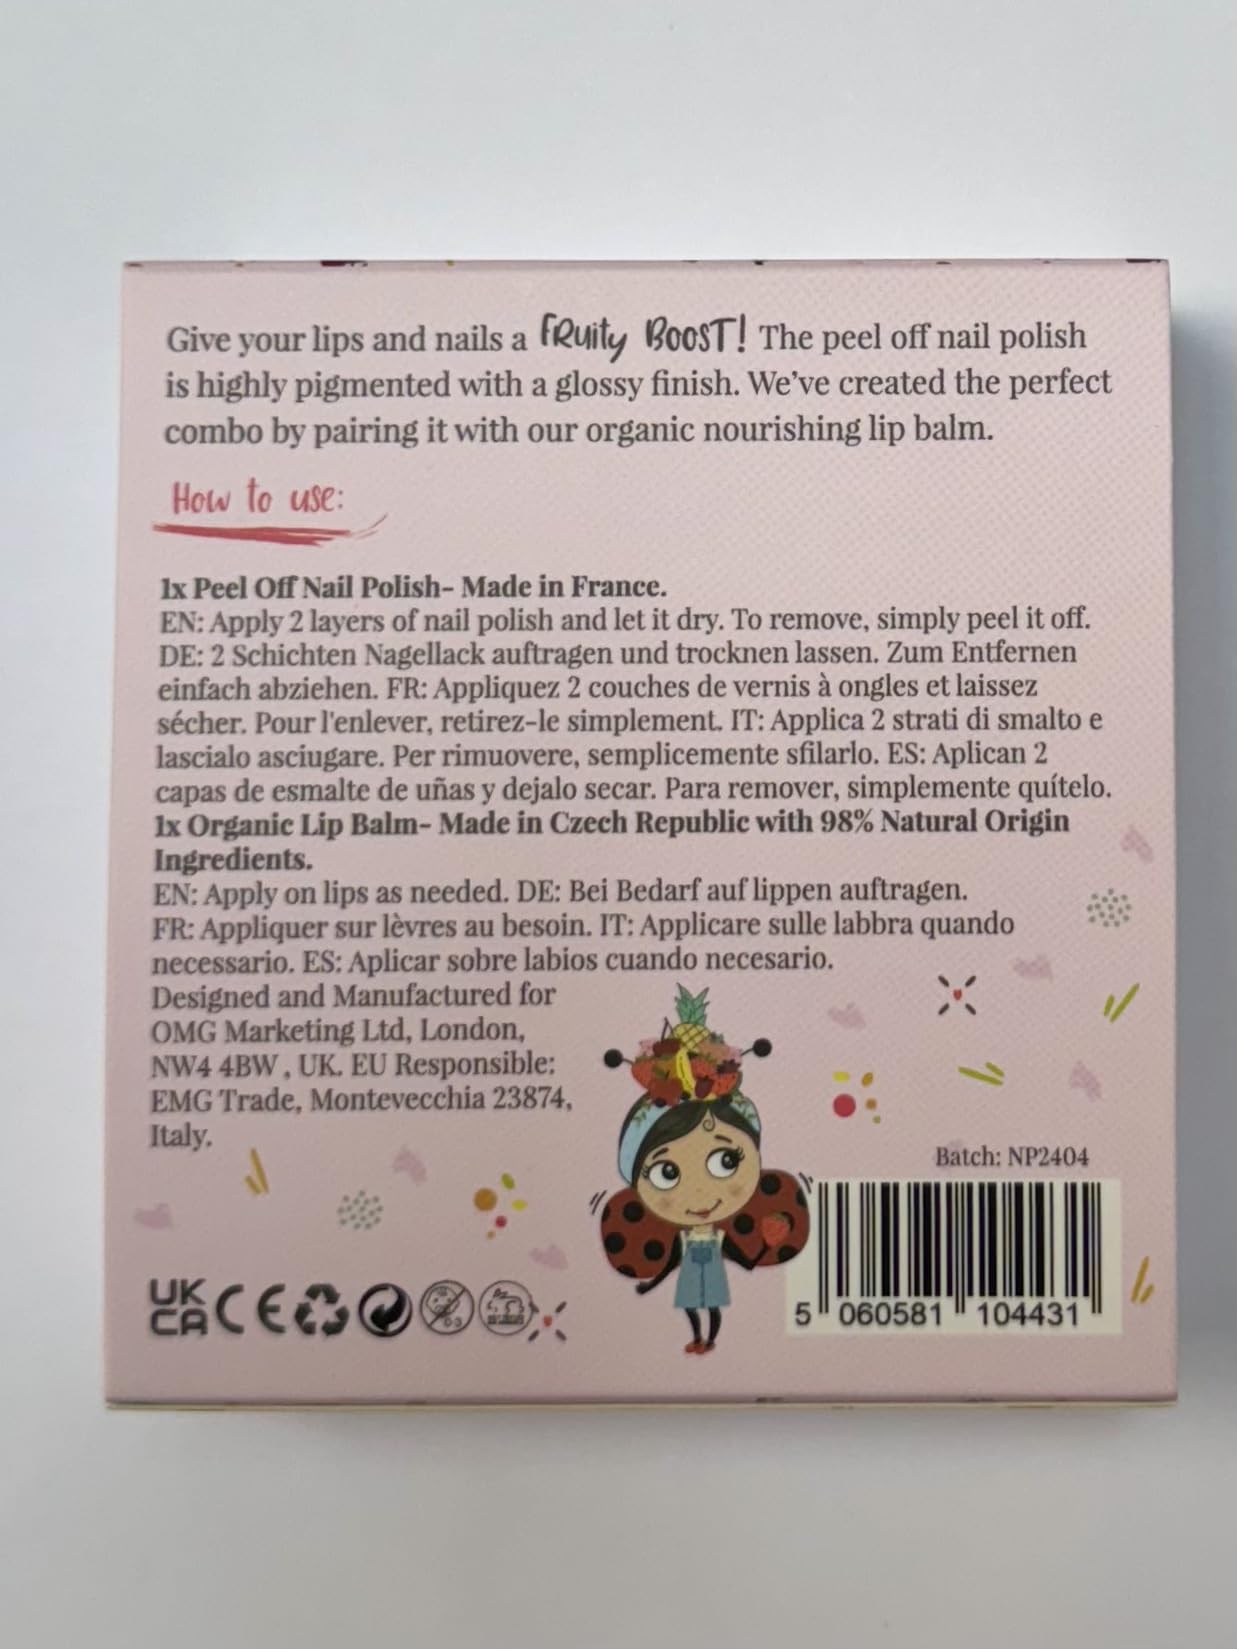 Give your lips and nails a fRuity BOOST! The peel off nail polish
is highly pigmented with a glossy finish. We've created the perfect
combo by pairing it with our organic nourishing lip balm.
How to use:
1x Peel Off Nail Polish- Made in France.
EN: Apply 2 layers of nail polish and let it dry. To remove, simply peel it off.
DE: 2 Schichten Nagellack auftragen und trocknen lassen. Zum Entfernen
einfach abziehen. FR: Appliquez 2 couches de vernis à ongles et laissez
sécher. Pour l'enlever, retirez-le simplement. IT: Applica 2 strati di smalto e
lascialo asciugare. Per rimuovere, semplicemente sfilarlo. ES: Aplican 2
capas de esmalte de uñas y dejalo secar. Para remover, simplemente quítelo.
1x Organic Lip Balm- Made in Czech Republic with 98% Natural Origin
Ingredients.
EN: Apply on lips as needed. DE: Bei Bedarf auf lippen auftragen.
FR: Appliquer sur lèvres au besoin. IT: Applicare sulle labbra quando
necessario. ES: Aplicar sobre labios cuando necesario.
Designed and Manufactured for
OMG Marketing Ltd, London,
NW4 4BW , UK. EU Responsible:
EMG Trade, Montevecchia 23874,
Italy.
Batch: NP2404
UK
CA CE
0-3
5 060581 104431